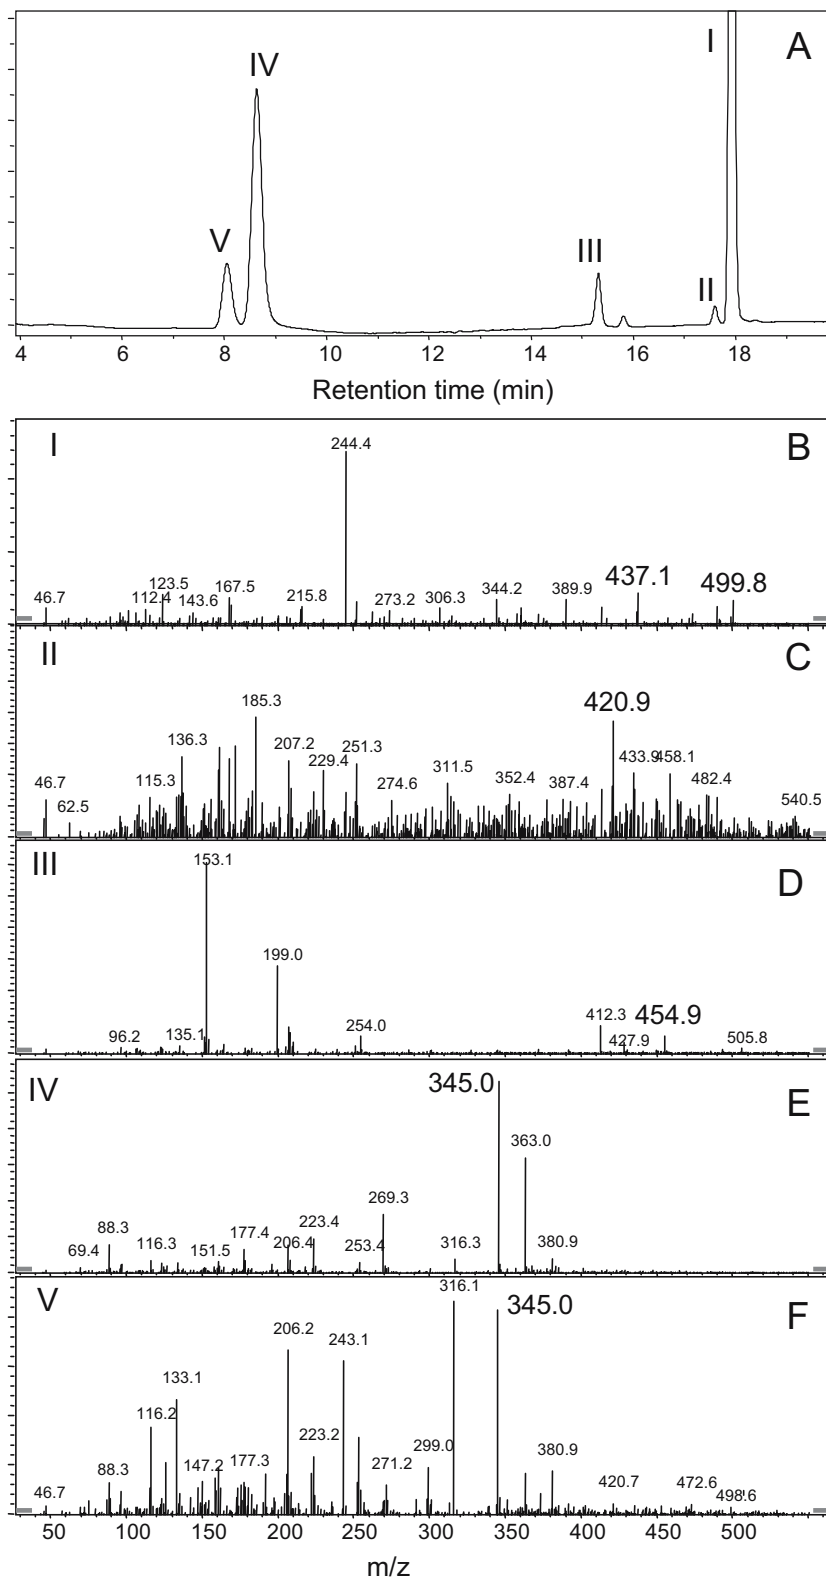 I A
IV
V
III
II
4 6 8 10 12 14 16 18
Retention time (min)
I B
244.4
46.7 112.4 123.5 143.6 167.5 215.8 273.2 306.3 344.2 389.9 437.1 499.8
II C
46.7 62.5 115.3 136.3 185.3 207.2 229.4 251.3 274.6 311.5 352.4 387.4 420.9 433.9 458.1 482.4 540.5
III D
153.1
199.0
96.2 135.1 254.0 412.3 427.9 454.9 505.8
IV E
345.0
363.0
269.3
69.4 88.3 116.3 151.5 177.4 206.4 223.4 253.4 316.3 380.9
V F
316.1 345.0
206.2 243.1
133.1
116.2
46.7 88.3 147.2 177.3 223.2 271.2 299.0 380.9 420.7 472.6 498.6
50 100 150 200 250 300 350 400 450 500
m/z